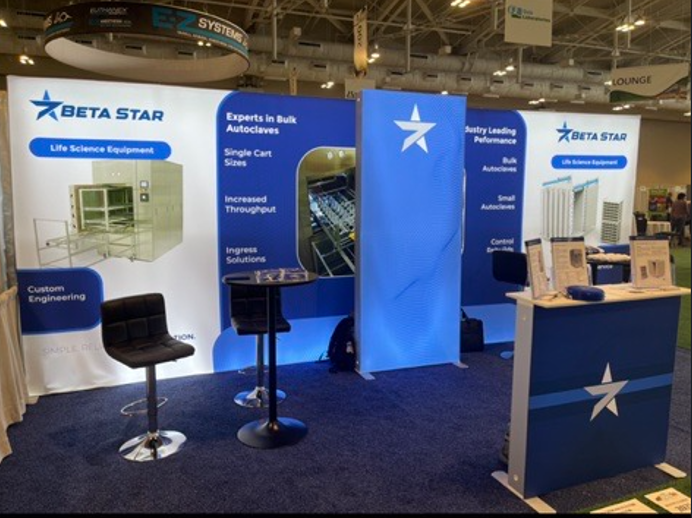 E-Z SYSTEMS
LOUNGE
BETA STAR
Life Science Equipment
Custom
Engineering
Experts in Bulk
Autoclaves
Single Cart
Sizes
Increased
Throughput
Ingress
Solutions
dustry Leading
Peformance
Bulk
Autoclaves
Small
Autoclaves
Control
BETA STAR
Life Science Equipment